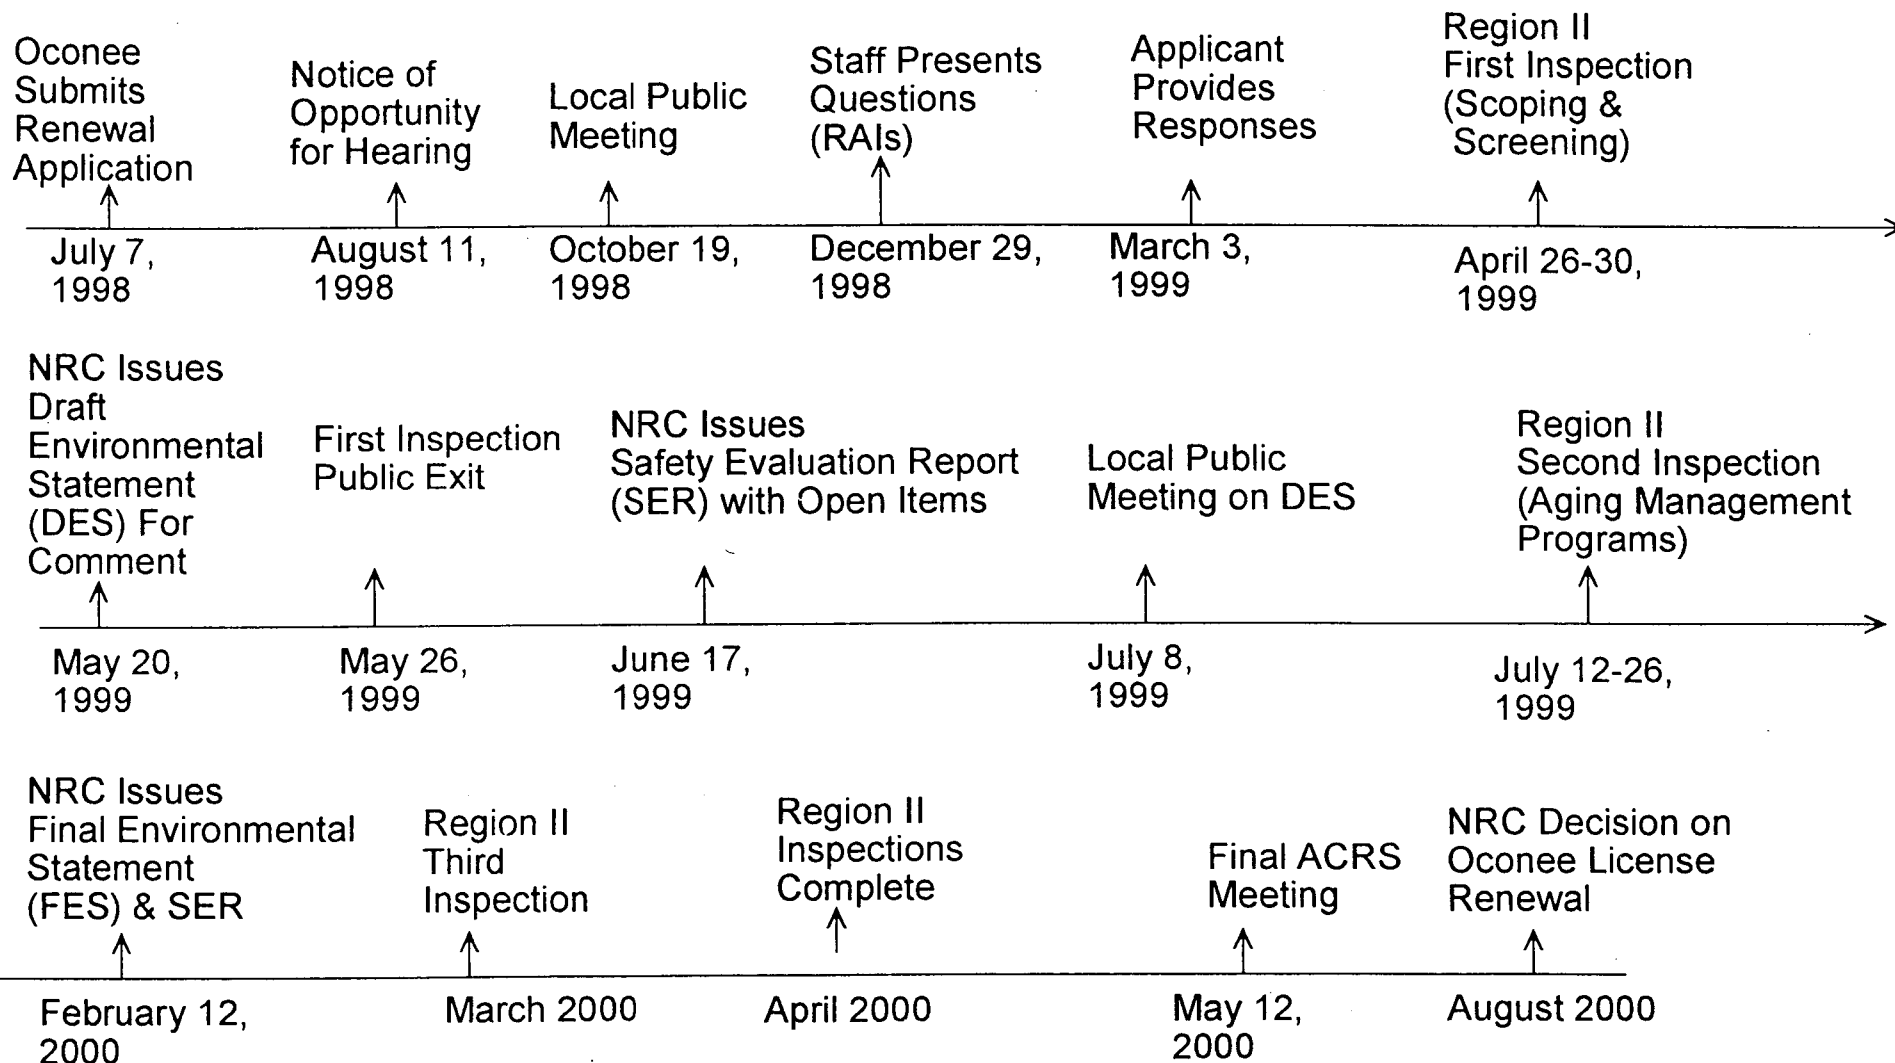 Oconee
Submits
Renewal
Application
July 7,
1998
Notice of
Opportunity
for Hearing
August 11,
1998
Local Public
Meeting
October 19,
1998
Staff Presents
Questions
(RAIs)
December 29,
1998
Applicant
Provides
Responses
March 3,
1999
Region II
First Inspection
(Scoping &
Screening)
April 26-30,
1999
NRC Issues
Draft
Environmental
Statement
(DES) For
Comment
May 20,
1999
First Inspection
Public Exit
May 26,
1999
NRC Issues
Safety Evaluation Report
(SER) with Open Items
June 17,
1999
Local Public
Meeting on DES
July 8,
1999
Region II
Second Inspection
(Aging Management
Programs)
July 12-26,
1999
NRC Issues
Final Environmental
Statement
(FES) & SER
February 12,
2000
Region II
Third
Inspection
March 2000
Region II
Inspections
Complete
April 2000
Final ACRS
Meeting
May 12,
2000
NRC Decision on
Oconee License
Renewal
August 2000